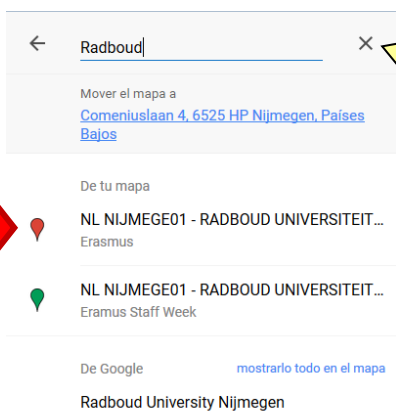 Radboud
Mover el mapa a
Comeniuslaan 4, 6525 HP Nijmegen, Países
Bajos
De tu mapa
NL NIJMEGE01 - RADBOUD UNIVERSITEIT...
Erasmus
NL NIJMEGE01 - RADBOUD UNIVERSITEIT...
Eramus Staff Week
De Google mostrarlo todo en el mapa
Radboud University Nijmegen